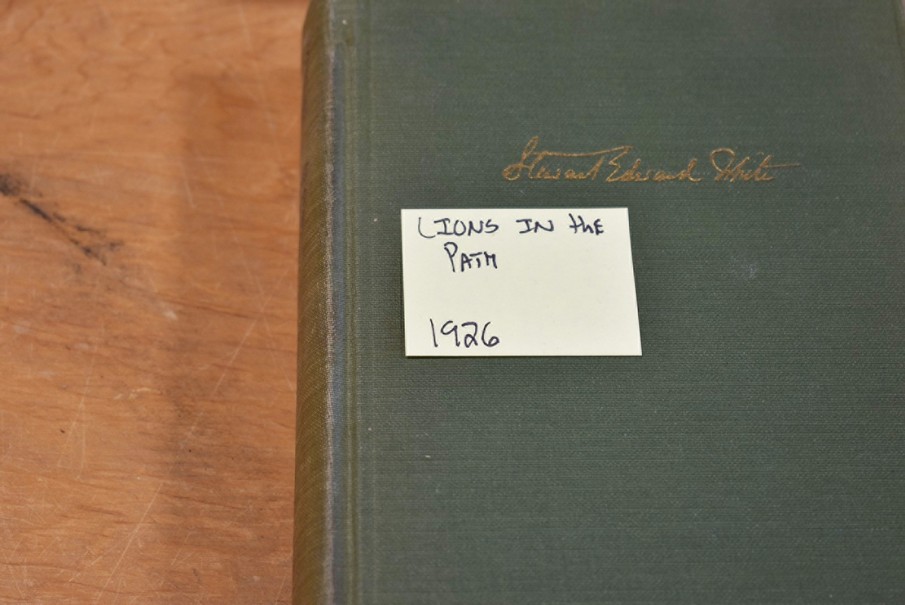 Stewart Edward White
LIONS IN the
PATH
1926